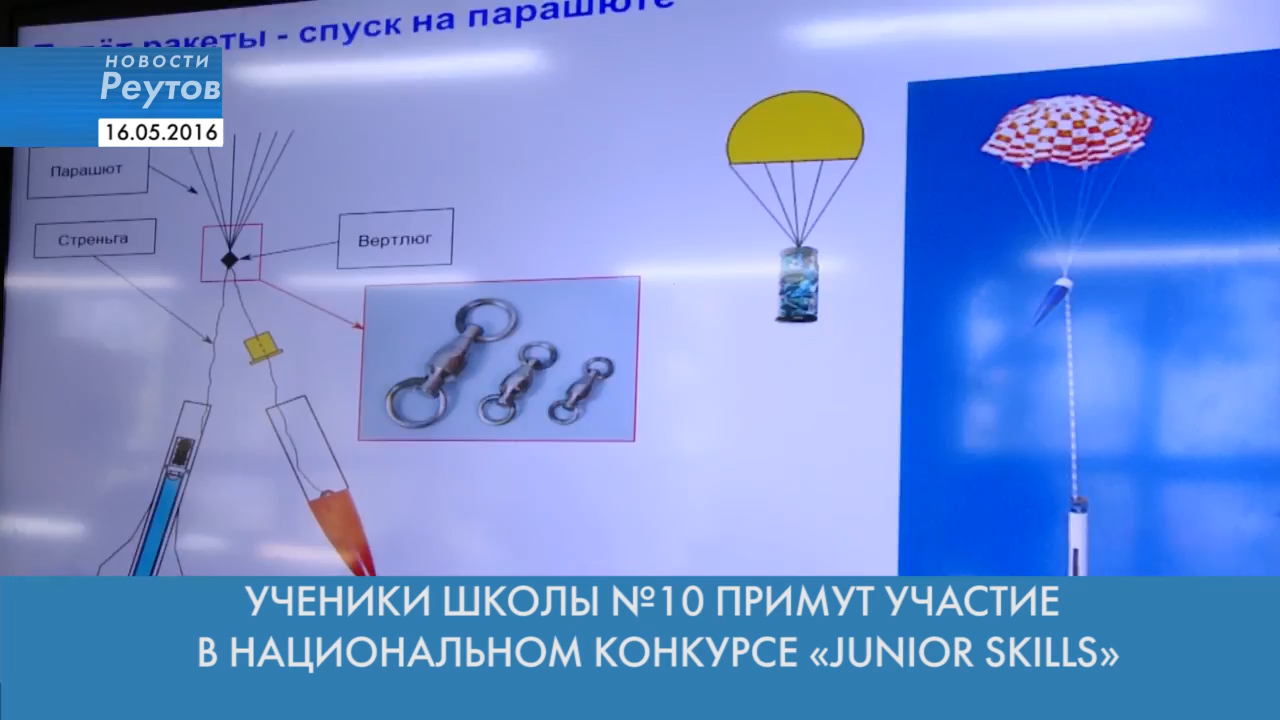 ракеты - спуск на парашюте
НОВОСТИ
Реутов
16.05.2016
Парашют
Стреньга
Вертлюг
УЧЕНИКИ ШКОЛЫ №10 ПРИМУТ УЧАСТИЕ
В НАЦИОНАЛЬНОМ КОНКУРСЕ «JUNIOR SKILLS»